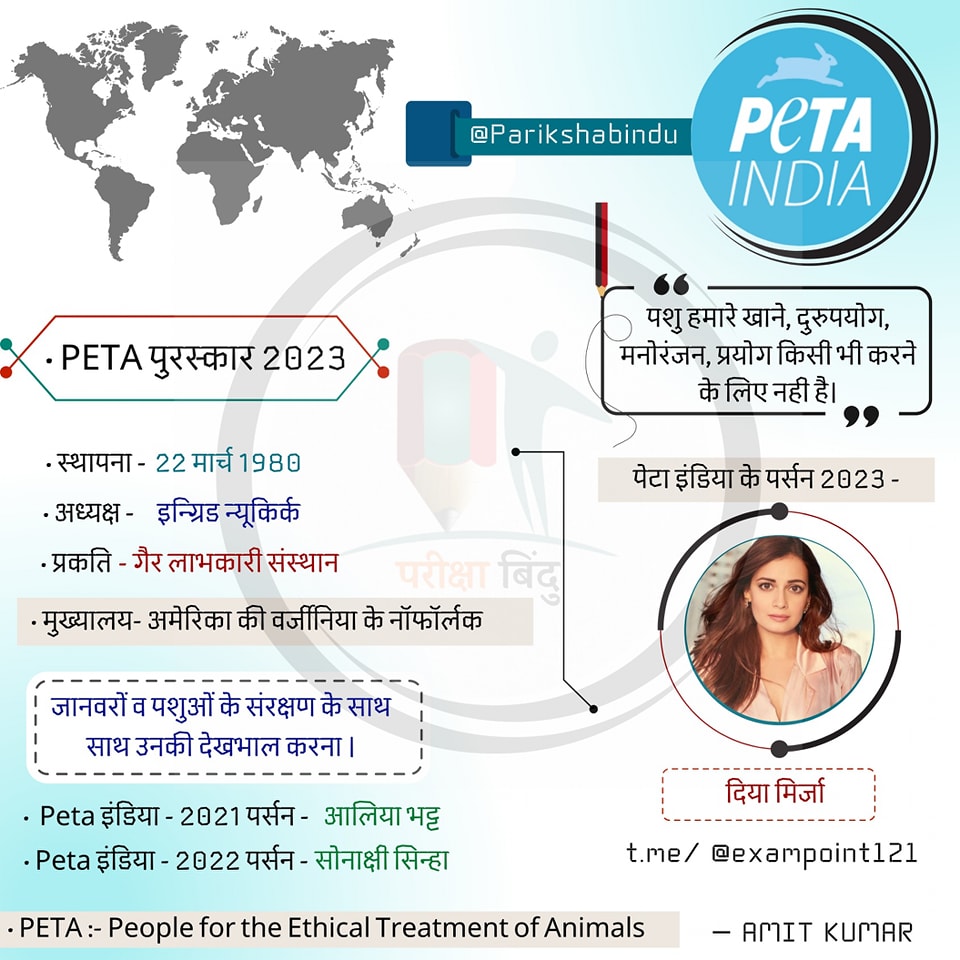 @Parikshabindu
PeTA
INDIA
पशु हमारे खाने, दुरुपयोग,
मनोरंजन, प्रयोग किसी भी करने
के लिए नही है।
• PETA पुरस्कार 2023
• स्थापना - 22 मार्च 1980
• अध्यक्ष - इन्ग्रिड न्यूकिर्क
• प्रकति - गैर लाभकारी संस्थान
• मुख्यालय- अमेरिका की वर्जीनिया के नॉफॉर्लक
जानवरों व पशुओं के संरक्षण के साथ
साथ उनकी देखभाल करना।
• Peta इंडिया - 2021 पर्सन - आलिया भट्ट
• Peta इंडिया - 2022 पर्सन - सोनाक्षी सिन्हा
पेटा इंडिया के पर्सन 2023 -
दिया मिर्जा
t.me/ @exampoint121
परीक्षा बिंदु
• PETA :- People for the Ethical Treatment of Animals
– AMIT KUMAR